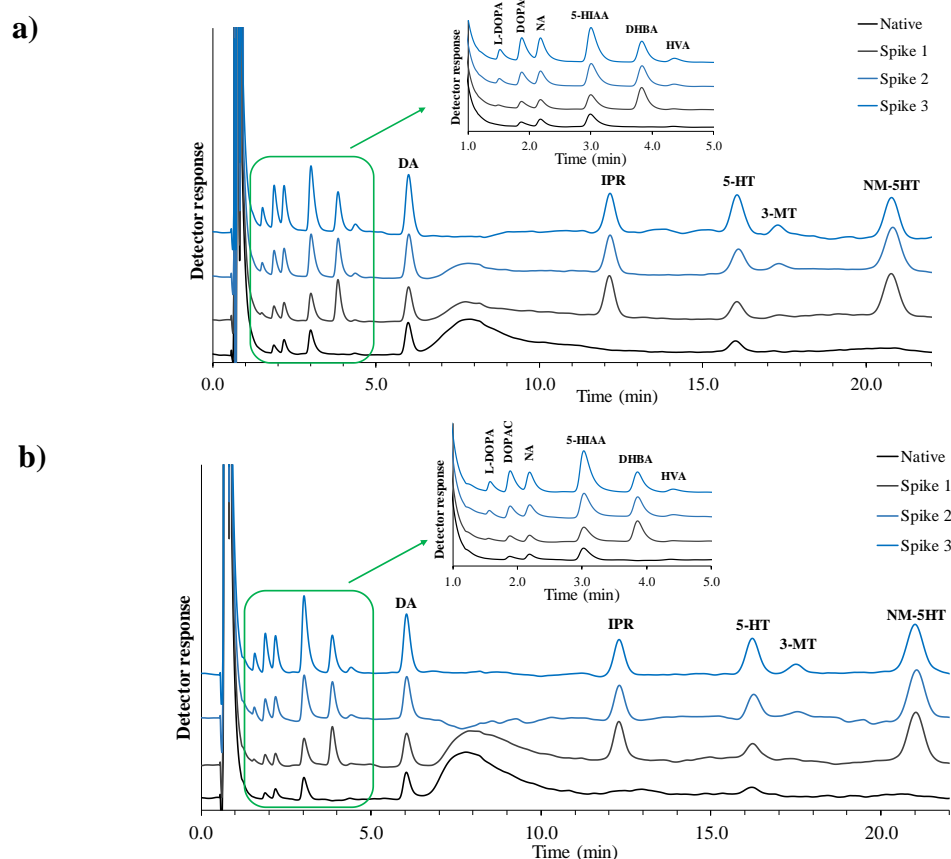 a)
L-DOPA
DOPA
NA
5-HIAA
DHBA
HVA
Detector response
1.0 2.0 3.0 4.0 5.0
Time (min)
Native
Spike 1
Spike 2
Spike 3
Detector response
DA
IPR
5-HT
3-MT
NM-5HT
0.0 5.0 10.0 15.0 20.0
Time (min)
b)
L-DOPA
DOPAC
NA
5-HIAA
DHBA
HVA
Detector response
1.0 2.0 3.0 4.0 5.0
Time (min)
Native
Spike 1
Spike 2
Spike 3
Detector response
DA
IPR
5-HT
3-MT
NM-5HT
0.0 5.0 10.0 15.0 20.0
Time (min)